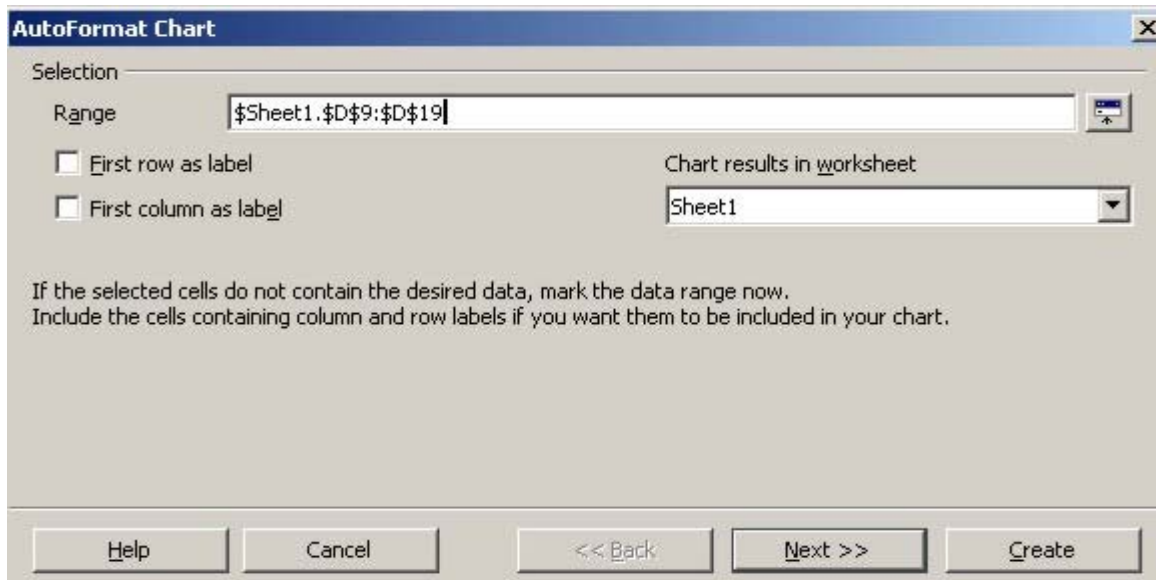 AutoFormat Chart
Selection
Range $Sheet1.$D$9:$D$19
First row as label
Chart results in worksheet
First column as label
Sheet1
If the selected cells do not contain the desired data, mark the data range now.
Include the cells containing column and row labels if you want them to be included in your chart.
Help Cancel << Back Next >> Create